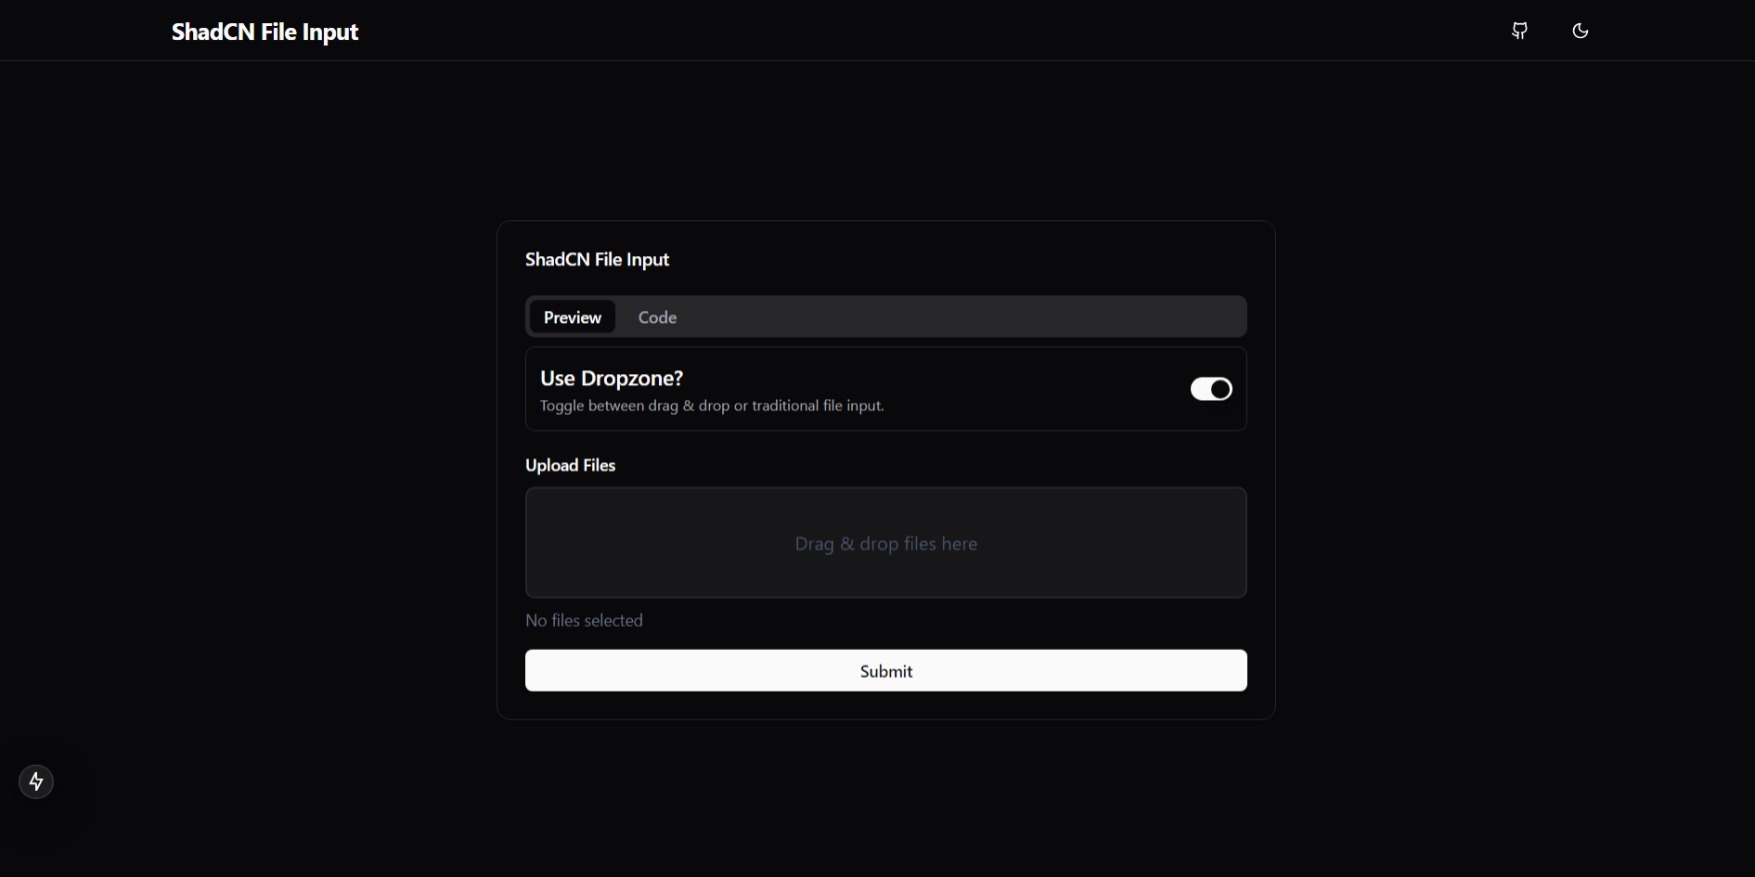 ShadCN File Input
ShadCN File Input
Preview Code
Use Dropzone?
Toggle between drag & drop or traditional file input.
Upload Files
Drag & drop files here
No files selected
Submit